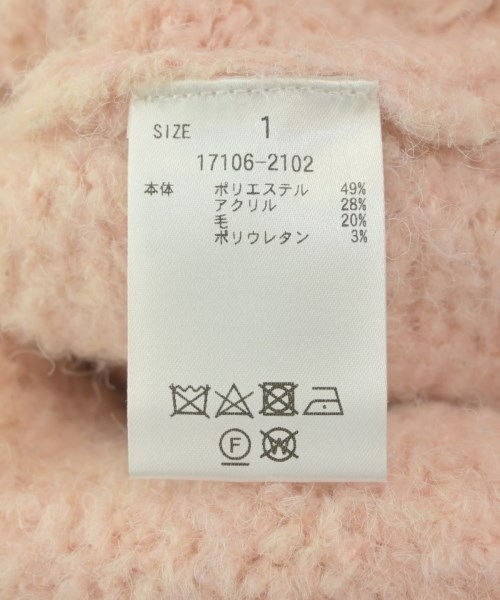 SIZE 1
17106-2102
本体 ポリエステル 49%
アクリル 28%
毛 20%
ポリウレタン 3%
F W